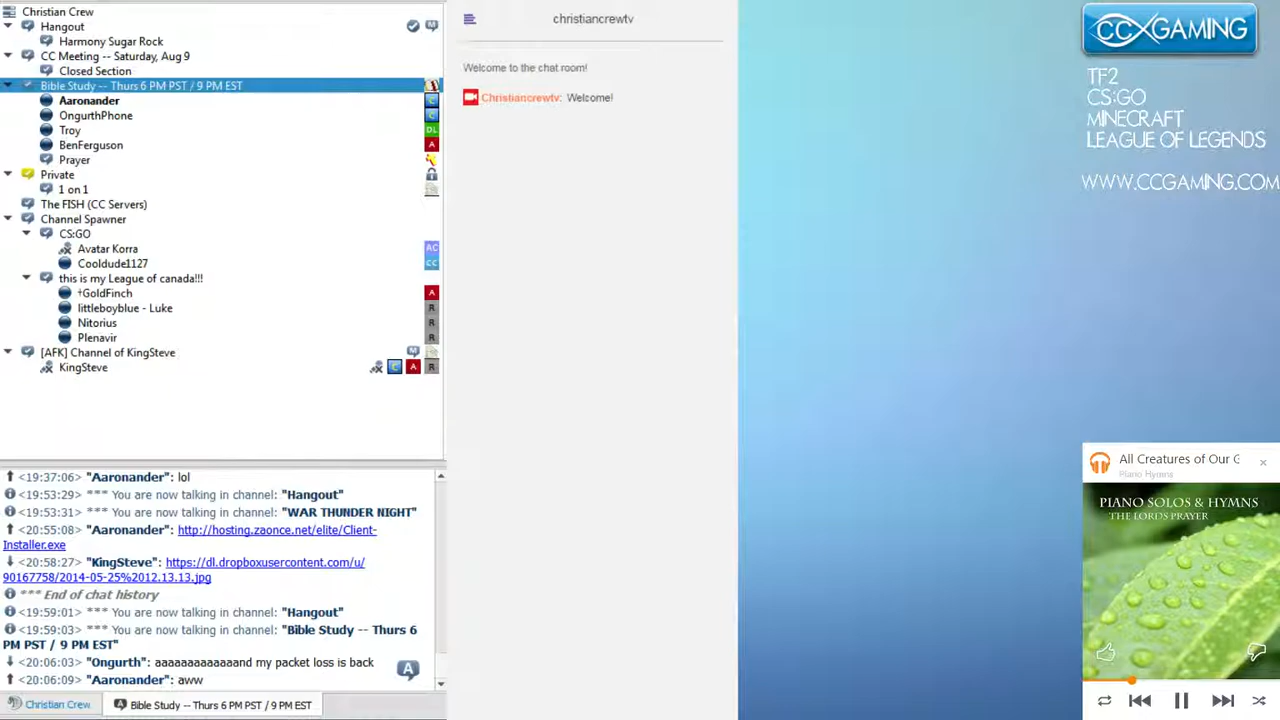 Christian Crew
Hangout
M
Harmony Sugar Rock
CC Meeting -- Saturday, Aug 9
Closed Section
Bible Study -- Thurs 6 PM PST / 9 PM EST
Aaronander
C
OngurthPhone
C
Troy
DL
BenFerguson
A
Prayer
Private
1 on 1
The FISH (CC Servers)
Channel Spawner
CS:GO
Avatar Korra
AC
Cooldude1127
CC
this is my League of canada!!!
†GoldFinch
A
littleboyblue - Luke
R
Nitorius
R
Plenavir
R
[AFK] Channel of KingSteve
M
KingSteve
C A R
<19:37:06> "Aaronander": lol
<19:53:29> *** You are now talking in channel: "Hangout"
<19:53:31> *** You are now talking in channel: "WAR THUNDER NIGHT"
<20:55:08> "Aaronander": http://hosting.zaonce.net/elite/Client-
Installer.exe
<20:58:27> "KingSteve": https://dl.dropboxusercontent.com/u/
90167758/2014-05-25%2012.13.13.jpg
*** End of chat history
<19:59:01> *** You are now talking in channel: "Hangout"
<19:59:03> *** You are now talking in channel: "Bible Study -- Thurs 6
PM PST / 9 PM EST"
<20:06:03> "Ongurth": aaaaaaaaaaaaand my packet loss is back
<20:06:09> "Aaronander": aww
A
Christian Crew
A Bible Study -- Thurs 6 PM PST / 9 PM EST
christiancrewtv
Welcome to the chat room!
Christiancrewtv: Welcome!
CC GAMING
TF2
CS:GO
MINECRAFT
LEAGUE OF LEGENDS
WWW.CCGAMING.COM
All Creatures of Our G
Piano Hymns
PIANO SOLOS & HYMNS
THE LORDS PRAYER